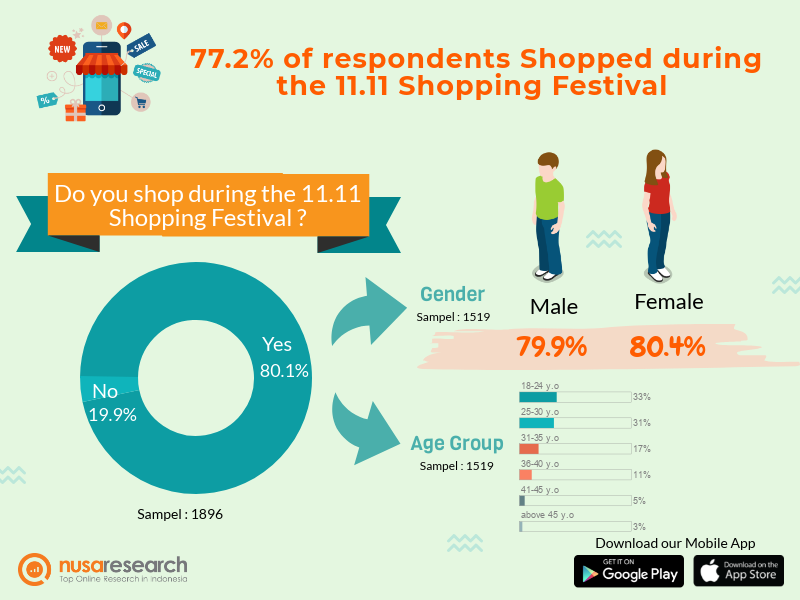 NEW
SALE
SPECIAL
%
77.2% of respondents Shopped during
the 11.11 Shopping Festival
Do you shop during the 11.11
Shopping Festival ?
Yes
80.1%
No
19.9%
Sampel : 1896
Gender
Sampel : 1519
Male
Female
79.9%
80.4%
Age Group
Sampel : 1519
18-24 y.o
33%
25-30 y.o
31%
31-35 y.o
17%
36-40 y.o
11%
41-45 y.o
5%
above 45 y.o
3%
nusaresearch
Top Online Research in Indonesia
Download our Mobile App
GET IT ON
Google Play
Download on the
App Store